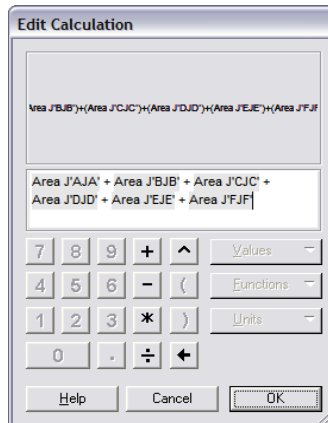 Edit Calculation
Area J'BJB')+(Area J'CJC')+(Area J'DJD')+(Area J'EJE')+(Area J'FJF
Area J'AJA' + Area J'BJB' + Area J'CJC' +
Area J'DJD' + Area J'EJE' + Area J'FJF'
7 8 9 + ^ Values
4 5 6 - ( Functions
1 2 3 * ) Units
0 . ÷ ←
Help Cancel OK